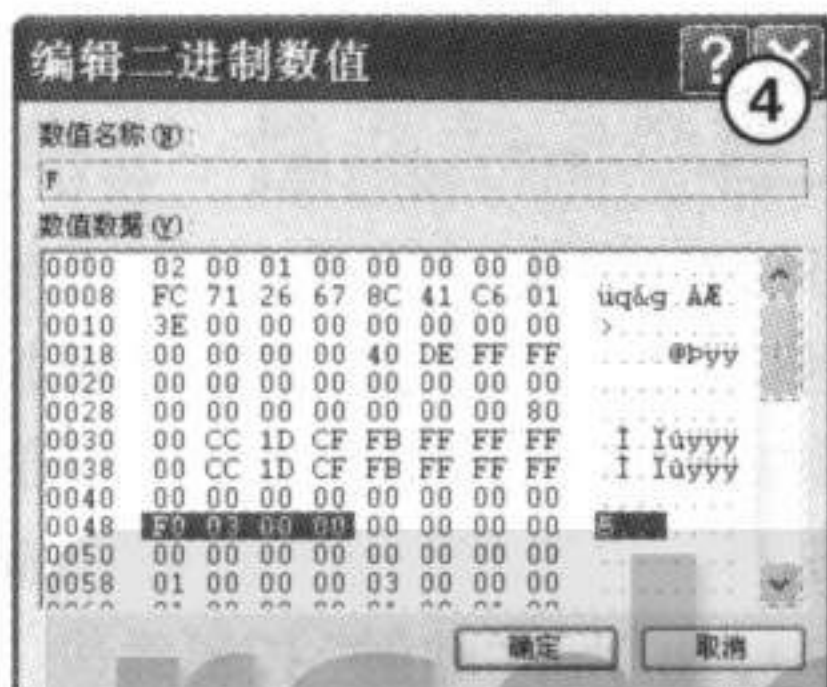 编辑二进制数值
?
4
数值名称(N):
F
数值数据(V):
0000 02 00 01 00 00 00 00 00 ........
0008 FC 71 26 67 8C 41 C6 01 üq&g.AÆ.
0010 3E 00 00 00 00 00 00 00 >.......
0018 00 00 00 00 40 DE FF FF ....@Þÿÿ
0020 00 00 00 00 00 00 00 00 ........
0028 00 00 00 00 00 00 00 80 ........
0030 00 CC 1D CF FB FF FF FF .Ì.Ïûÿÿÿ
0038 00 CC 1D CF FB FF FF FF .Ì.Ïûÿÿÿ
0040 00 00 00 00 00 00 00 00 ........
0048 F0 03 00 00 00 00 00 00
0050 00 00 00 00 00 00 00 00 ........
0058 01 00 00 00 03 00 00 00 ........
确定 取消